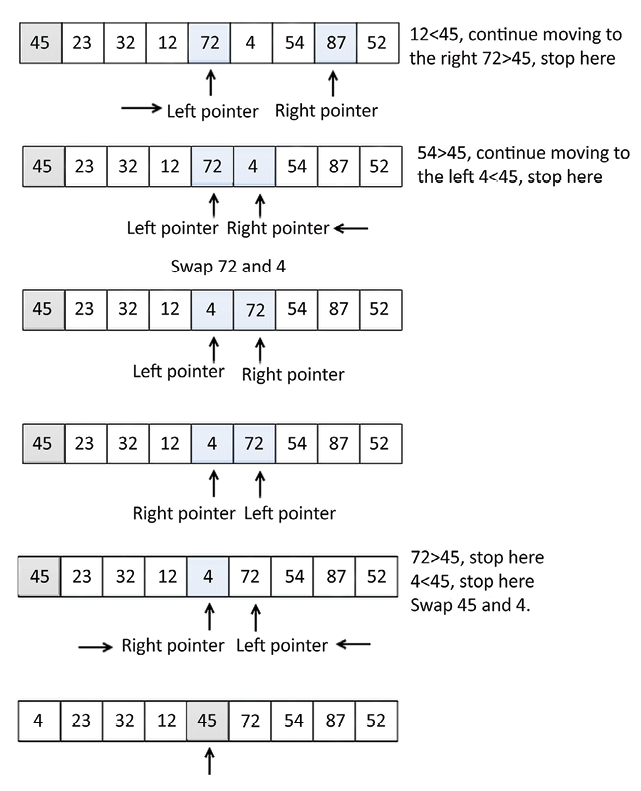 45 23 32 12 72 4 54 87 52
12<45, continue moving to
the right 72>45, stop here
Left pointer Right pointer
45 23 32 12 72 4 54 87 52
54>45, continue moving to
the left 4<45, stop here
Left pointer Right pointer
Swap 72 and 4
45 23 32 12 4 72 54 87 52
Left pointer Right pointer
45 23 32 12 4 72 54 87 52
Right pointer Left pointer
45 23 32 12 4 72 54 87 52
72>45, stop here
4<45, stop here
Swap 45 and 4.
Right pointer Left pointer
4 23 32 12 45 72 54 87 52